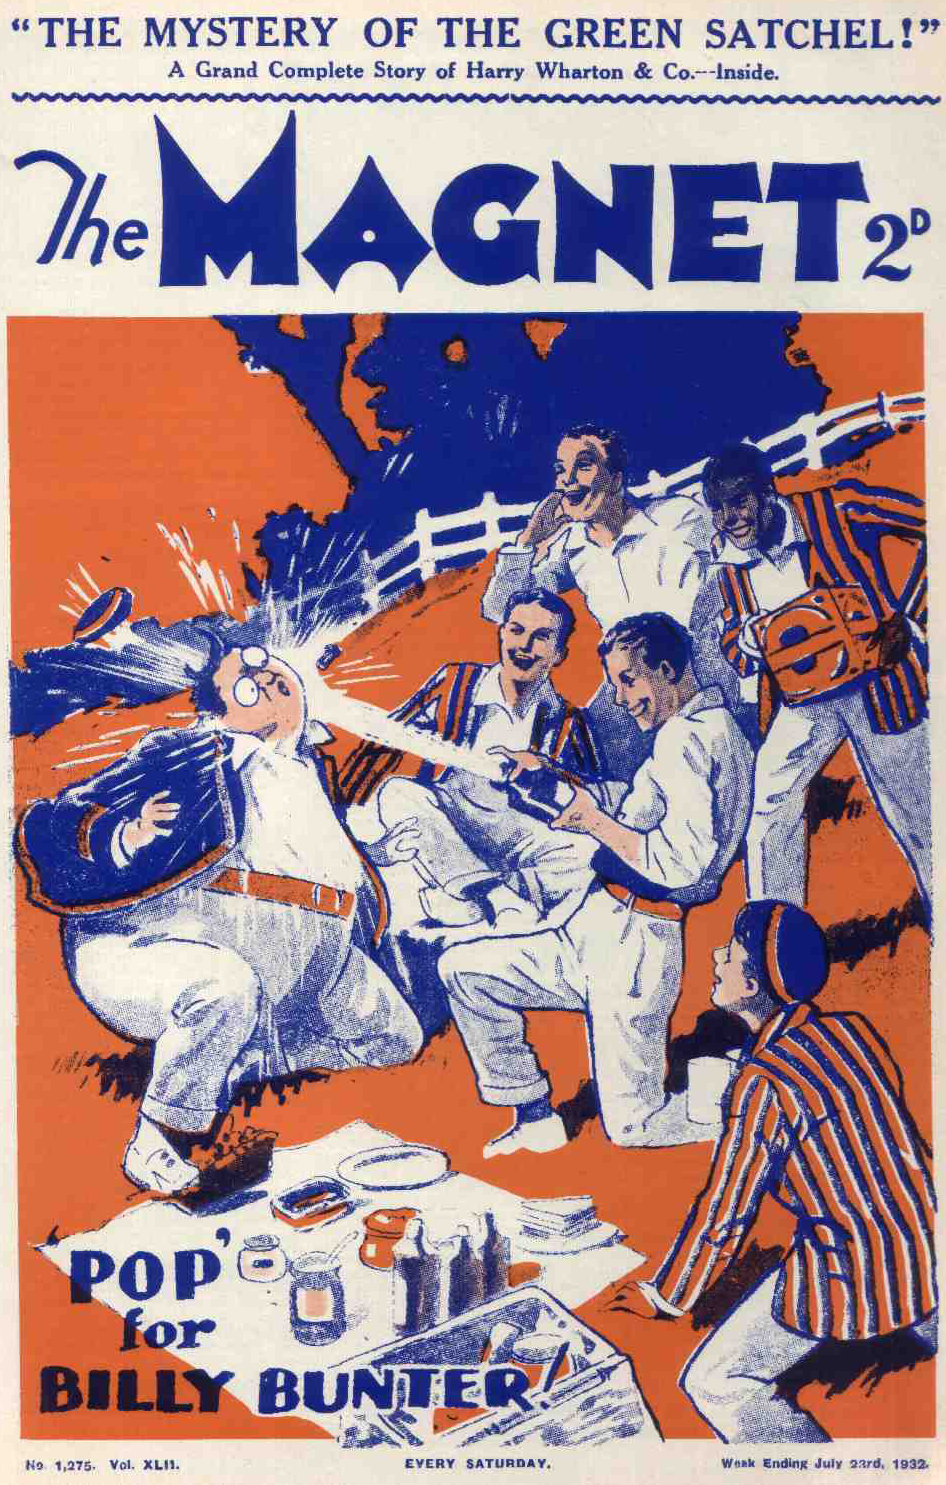 "THE MYSTERY OF THE GREEN SATCHEL!"
A Grand Complete Story of Harry Wharton & Co.---Inside.
The MAGNET 2D
'POP'
for
BILLY BUNTER!
No. 1,275. Vol. XLII.
EVERY SATURDAY.
Week Ending July 23rd, 1932.